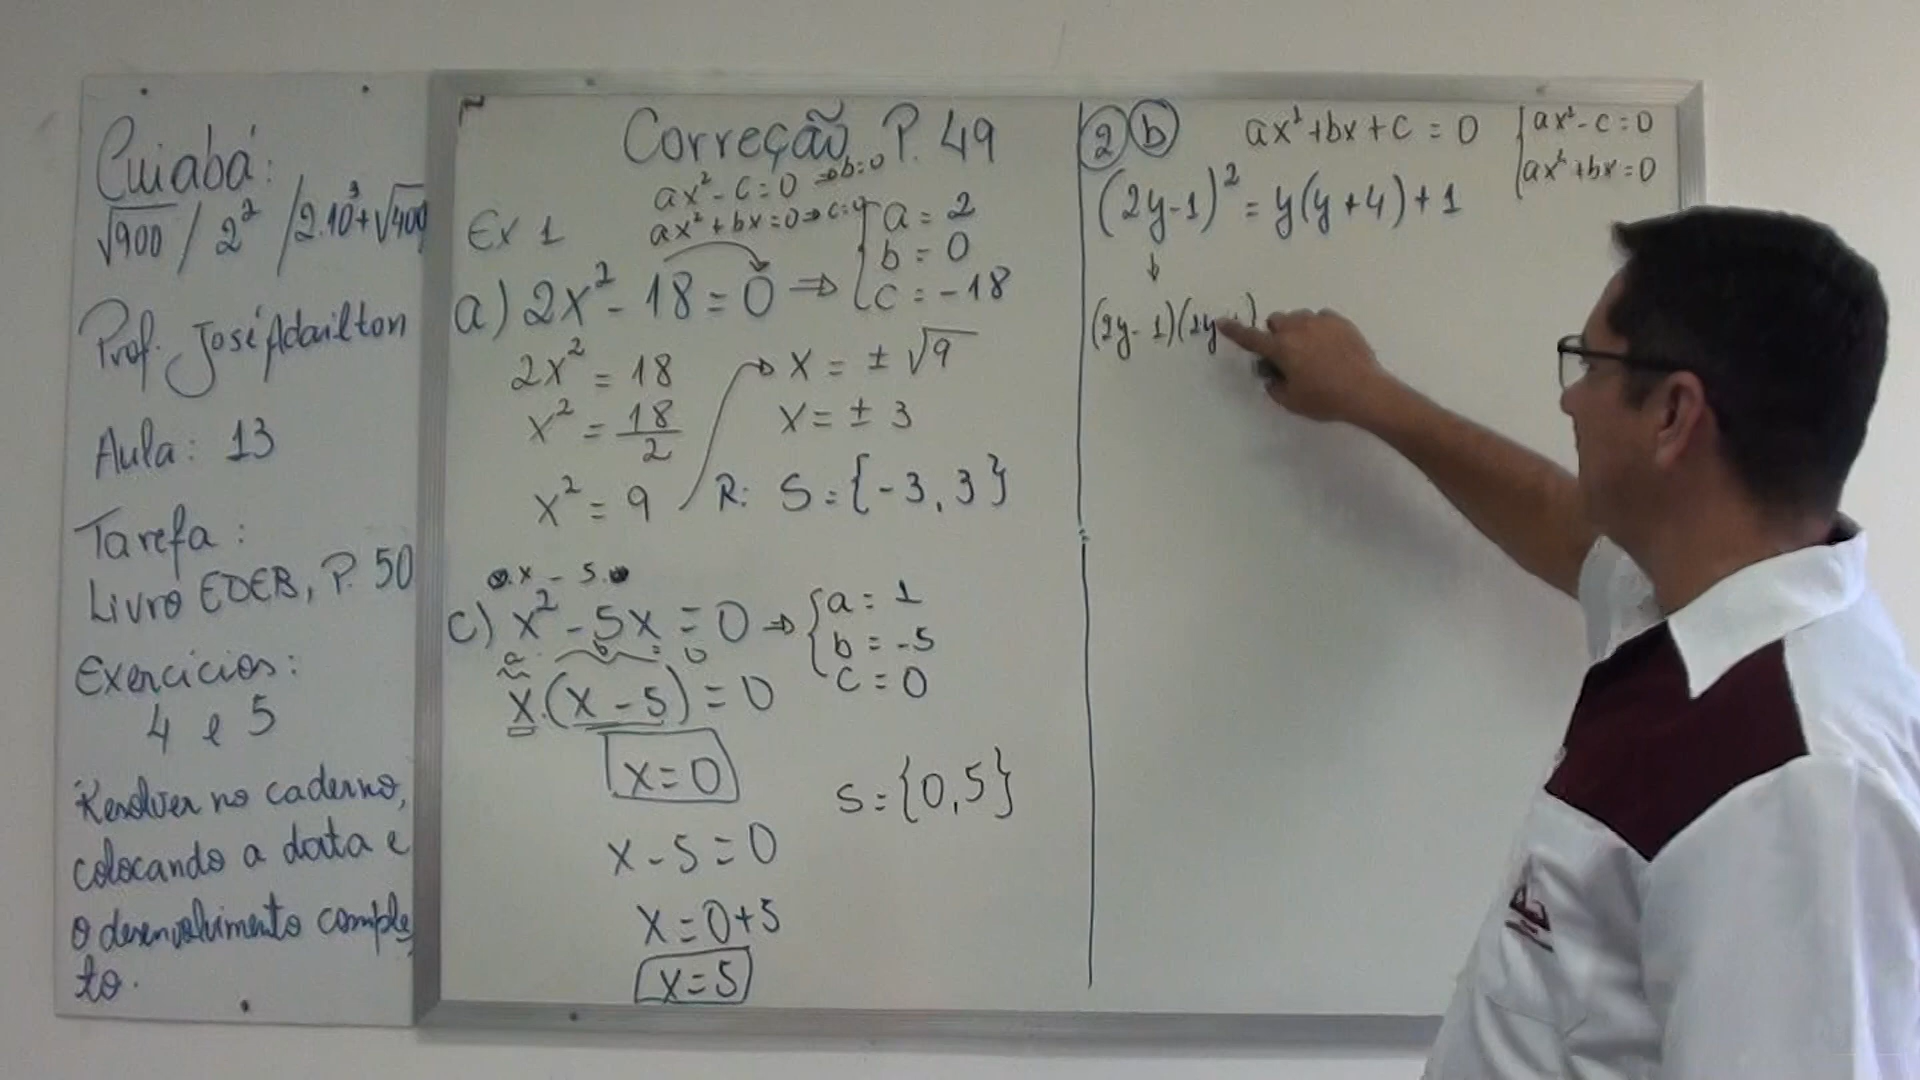 Cuiabá:
√900 / 2² / 2.10³+√400
Prof. José Adailton
Aula: 13
Tarefa:
Livro EDEB, P. 50
Exercícios:
4 e 5
Resolver no caderno,
colocando a data e
o desenvolvimento comple
to.
Correção P. 49
ax² - c = 0 ⇒ b=0
Ex 1
ax² + bx = 0 ⇒ c=0
a) 2x² - 18 = 0 ⇒ { a = 2
b = 0
c = -18
2x² = 18
x² = 18/2
x² = 9
x = ± √9
x = ± 3
R: S = {-3, 3}
.x - 5.
c) x² - 5x = 0 ⇒ { a = 1
b = -5
c = 0
a . b = 0
x.(x - 5) = 0
x = 0
x - 5 = 0
x = 0+5
x = 5
S = {0, 5}
2 b ax² + bx + c = 0 { ax² - c = 0
ax² + bx = 0
(2y - 1)² = y(y + 4) + 1
↓
(2y - 1)(2y